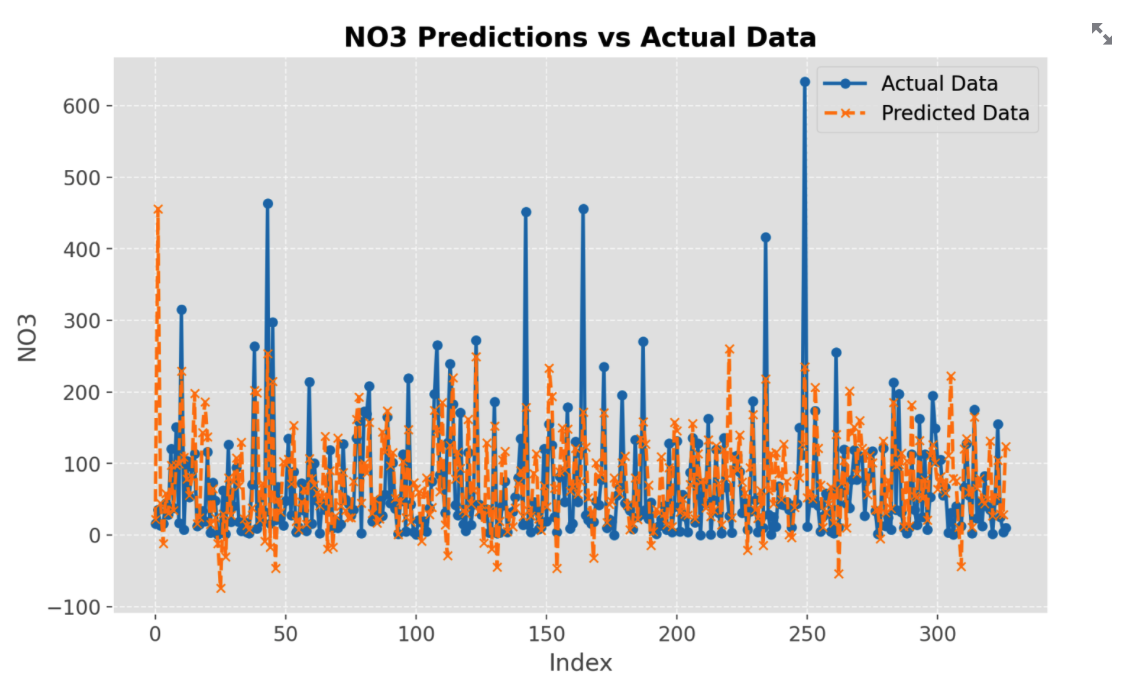 NO3 Predictions vs Actual Data
Actual Data
Predicted Data
600
500
400
300
200
100
0
−100
NO3
0 50 100 150 200 250 300
Index